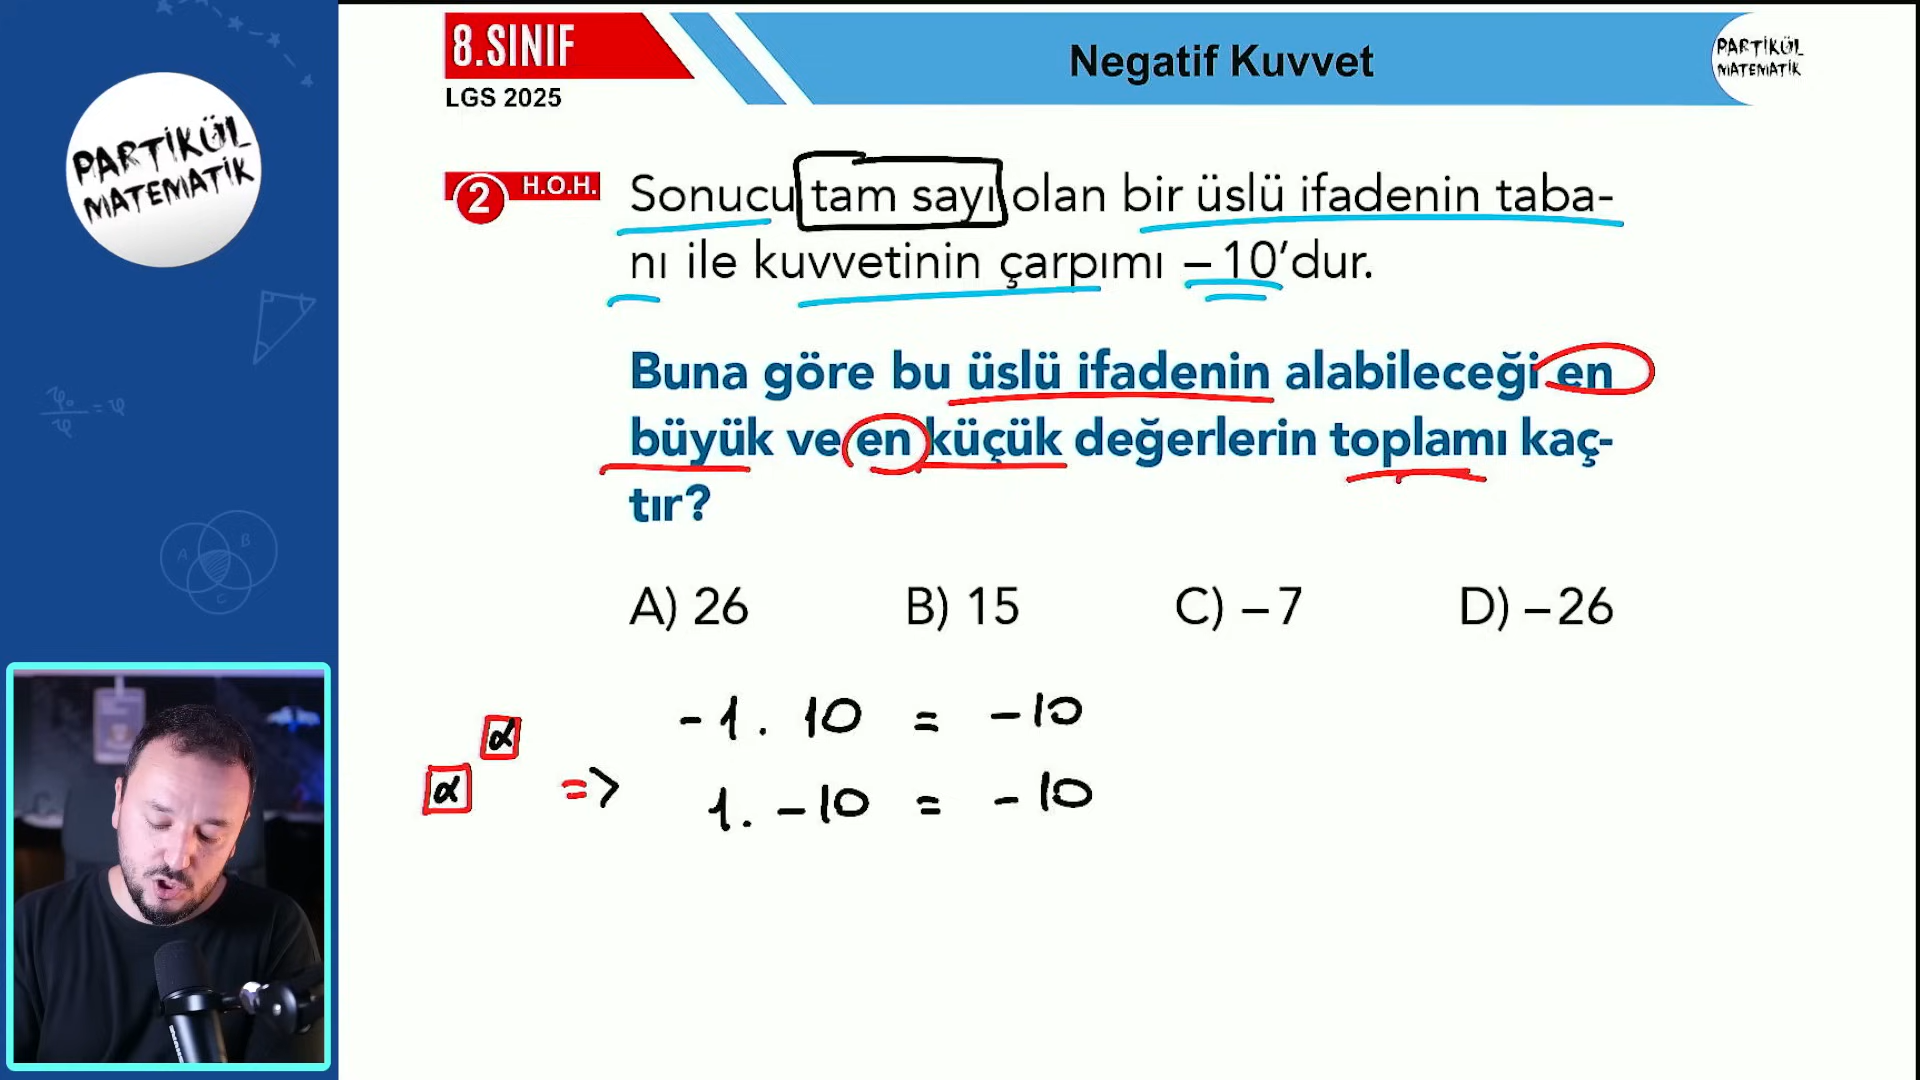 8.SINIF
LGS 2025
Negatif Kuvvet
PARTİKÜL
MATEMATİK
PARTİKÜL
MATEMATİK
2 H.O.H.
Sonucu tam sayı olan bir üslü ifadenin taba-
nı ile kuvvetinin çarpımı – 10’dur.
Buna göre bu üslü ifadenin alabileceği en
büyük ve en küçük değerlerin toplamı kaç-
tır?
A) 26 B) 15 C) – 7 D) – 26
- 1 . 10 = - 10
α α =>
1 . - 10 = - 10
A B
C